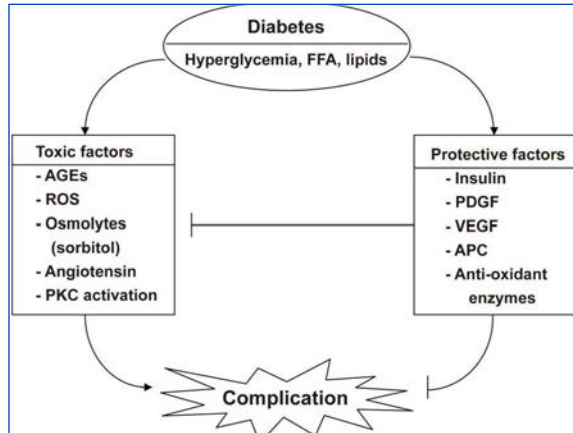 Diabetes
Hyperglycemia, FFA, lipids
Toxic factors
- AGEs
- ROS
- Osmolytes
(sorbitol)
- Angiotensin
- PKC activation
Protective factors
- Insulin
- PDGF
- VEGF
- APC
- Anti-oxidant
enzymes
Complication